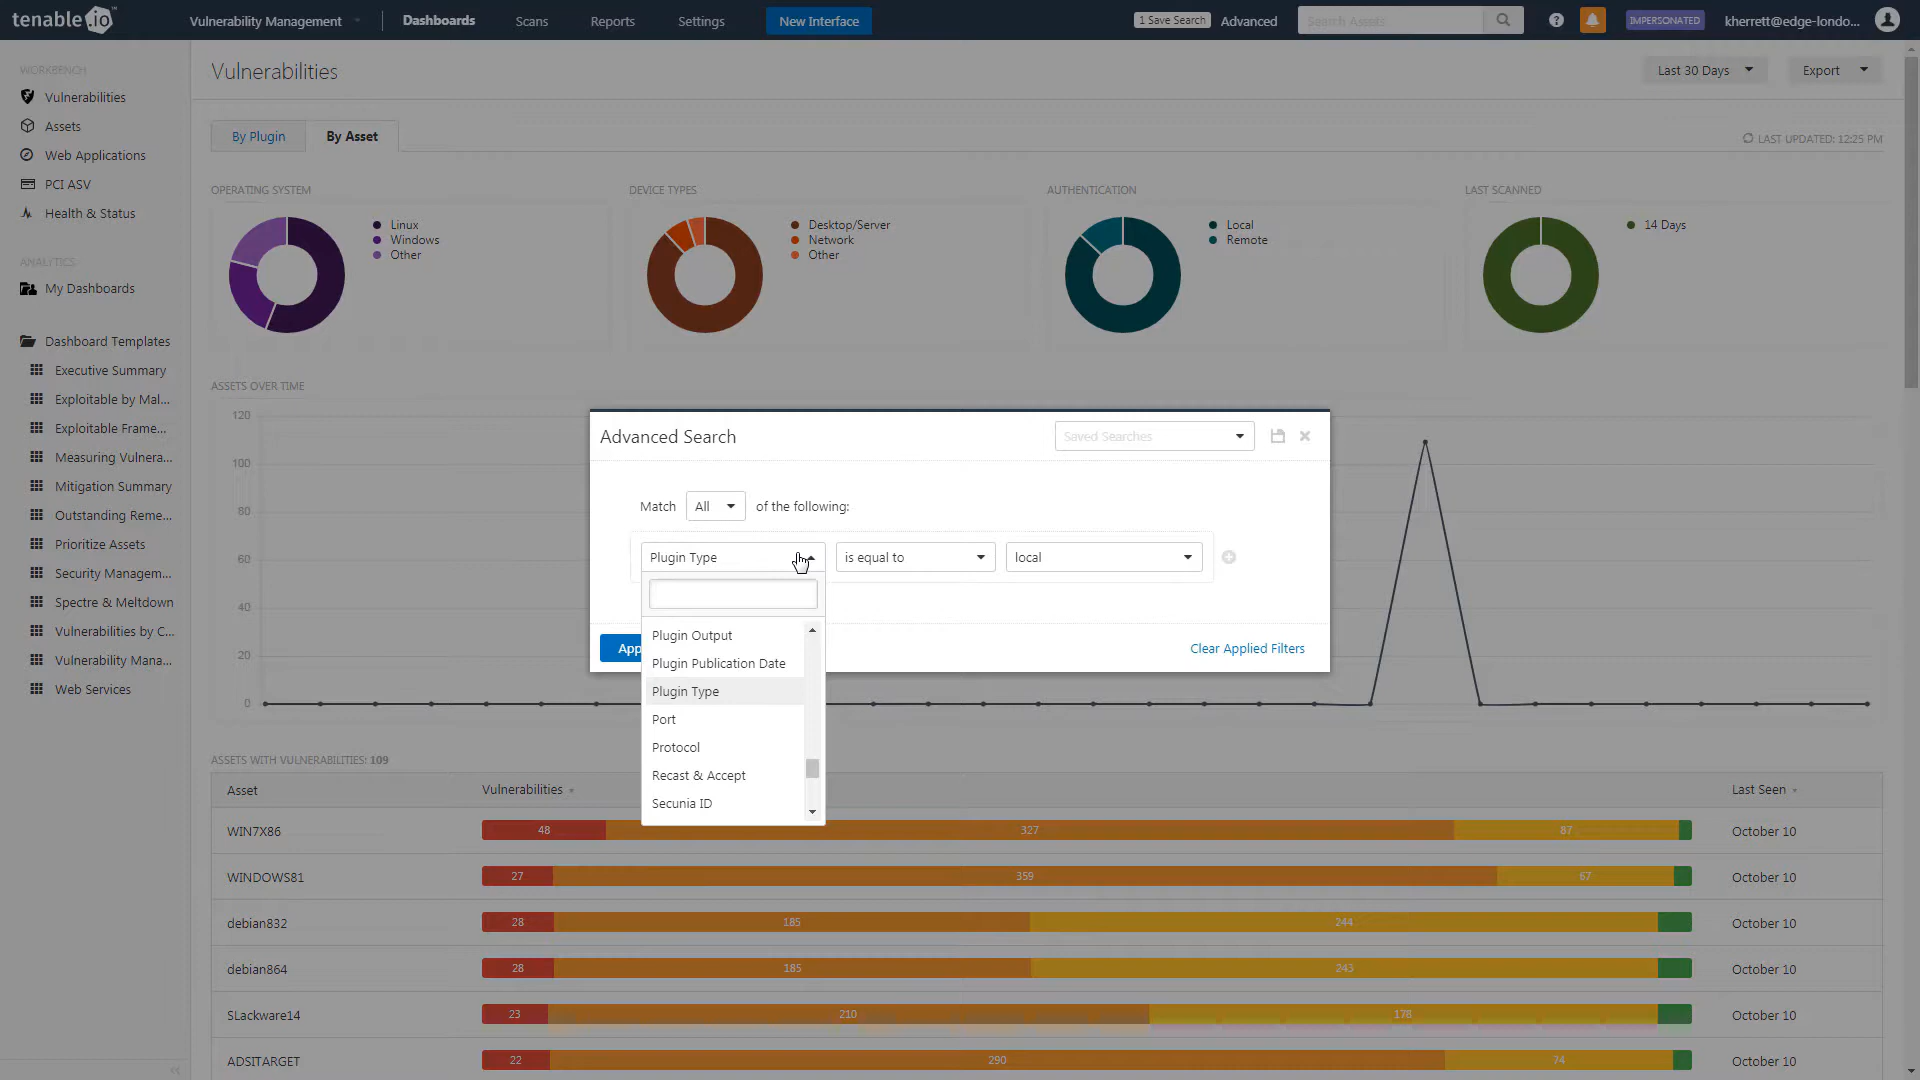 tenable.io
Vulnerability Management
Dashboards
Scans
Reports
Settings
New Interface
1 Save Search
Advanced
Search Assets
IMPERSONATED
kherrett@edge-londo...
WORKBENCH
Vulnerabilities
Assets
Web Applications
PCI ASV
Health & Status
ANALYTICS
My Dashboards
Dashboard Templates
Executive Summary
Exploitable by Mal...
Exploitable Frame...
Measuring Vulnera...
Mitigation Summary
Outstanding Reme...
Prioritize Assets
Security Managem...
Spectre & Meltdown
Vulnerabilities by C...
Vulnerability Mana...
Web Services
Vulnerabilities
Last 30 Days
Export
By Plugin
By Asset
LAST UPDATED: 12:25 PM
OPERATING SYSTEM
Linux
Windows
Other
DEVICE TYPES
Desktop/Server
Network
Other
AUTHENTICATION
Local
Remote
LAST SCANNED
14 Days
ASSETS OVER TIME
120
100
80
60
40
20
0
Advanced Search
Saved Searches
Match All of the following:
Plugin Type
is equal to
local
Plugin Output
Plugin Publication Date
Plugin Type
Port
Protocol
Recast & Accept
Secunia ID
App
Clear Applied Filters
ASSETS WITH VULNERABILITIES: 109
Asset Vulnerabilities Last Seen
WIN7X86 48 327 87 October 10
WINDOWS81 27 359 67 October 10
debian832 28 185 244 October 10
debian864 28 185 243 October 10
SLackware14 23 210 178 October 10
ADSITARGET 22 290 74 October 10